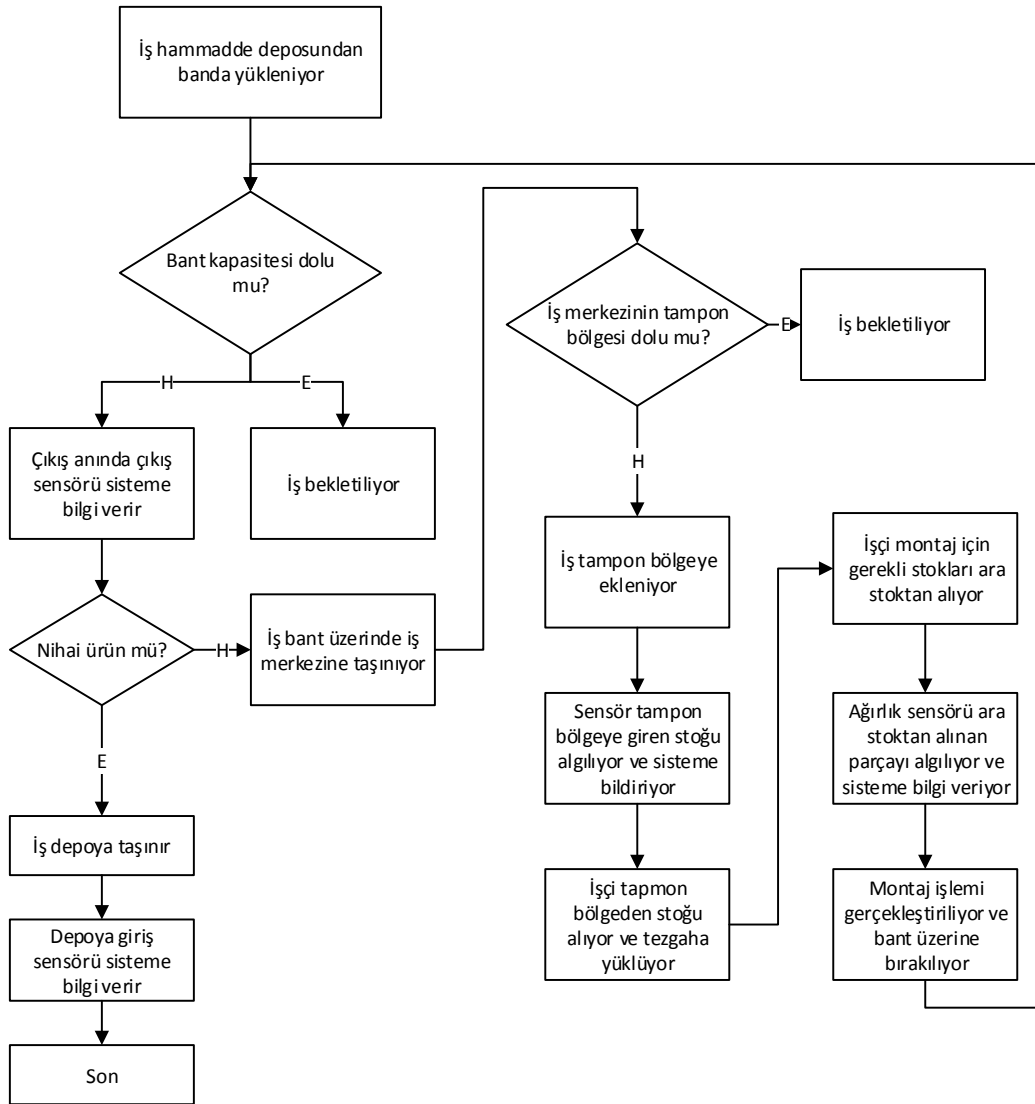 İş hammadde deposundan
banda yükleniyor
Bant kapasitesi dolu
mu?
H
E
Çıkış anında çıkış
sensörü sisteme
bilgi verir
İş bekletiliyor
Nihai ürün mü?
H
İş bant üzerinde iş
merkezine taşınıyor
E
İş depoya taşınır
Depoya giriş
sensörü sisteme
bilgi verir
Son
İş merkezinin tampon
bölgesi dolu mu?
E
İş bekletiliyor
H
İş tampon bölgeye
ekleniyor
Sensör tampon
bölgeye giren stoğu
algılıyor ve sisteme
bildiriyor
İşçi tapmon
bölgeden stoğu
alıyor ve tezgaha
yüklüyor
İşçi montaj için
gerekli stokları ara
stoktan alıyor
Ağırlık sensörü ara
stoktan alınan
parçayı algılıyor ve
sisteme bilgi veriyor
Montaj işlemi
gerçekleştiriliyor ve
bant üzerine
bırakılıyor